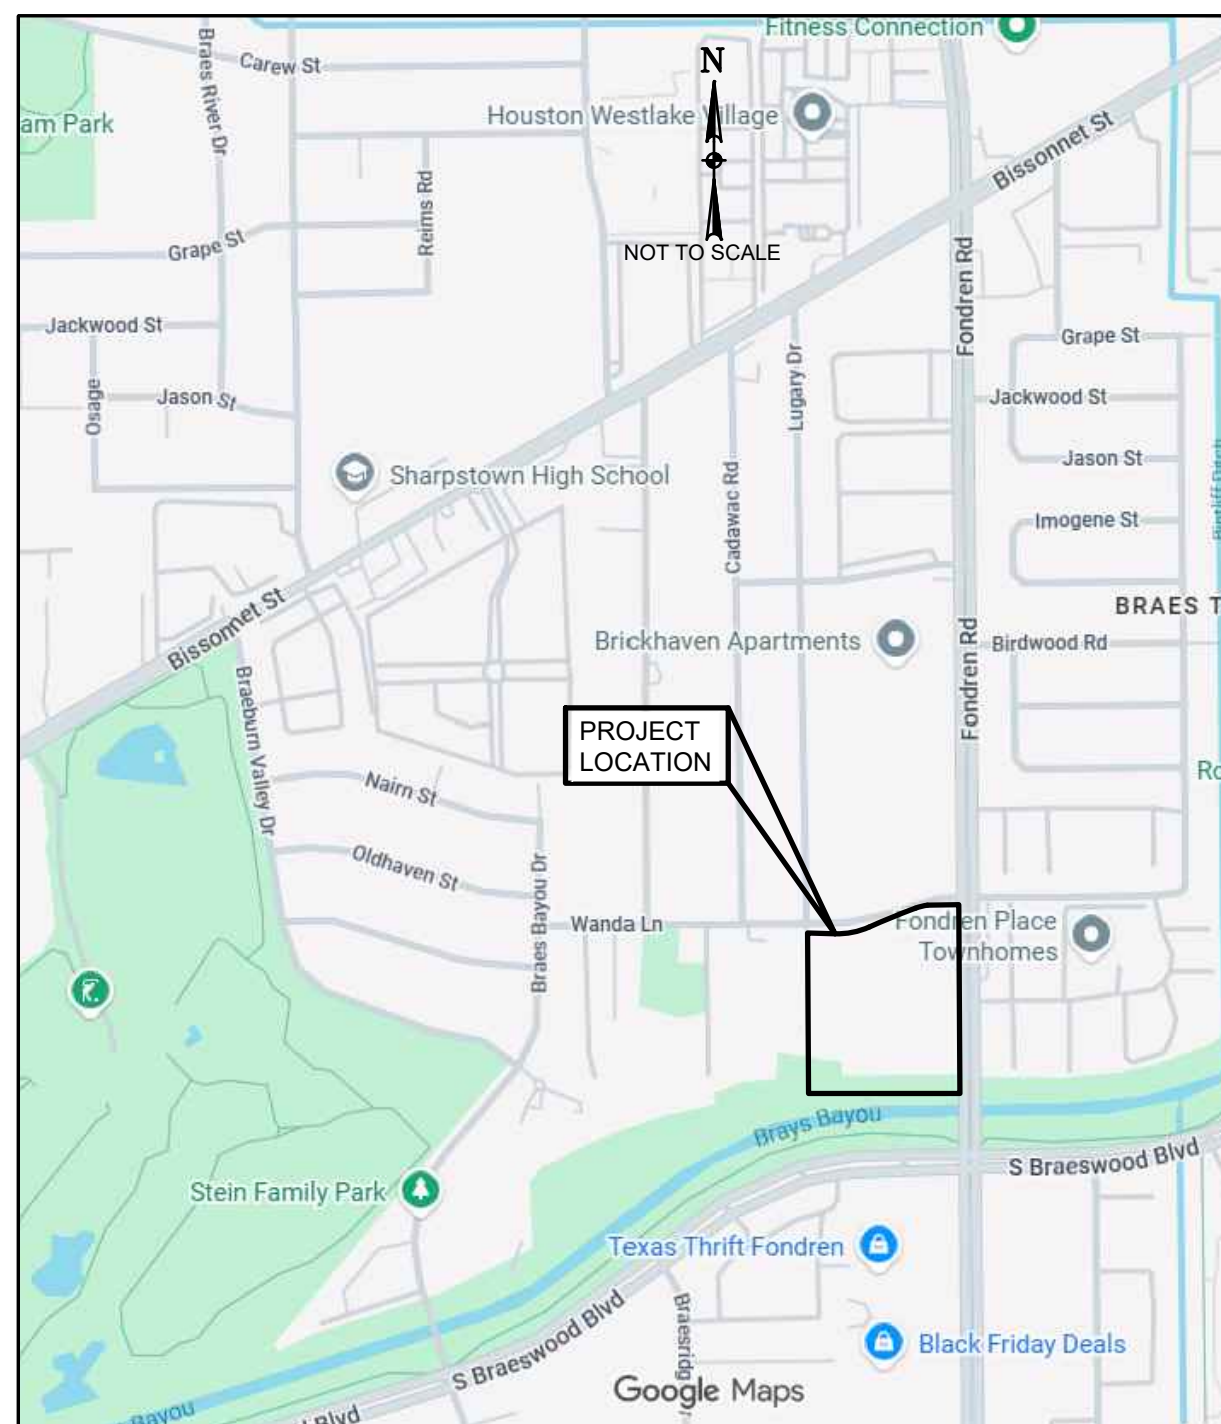 Fitness Connection
Braes River Dr
Carew St
N
am Park
Houston Westlake Village
Bissonnet St
Reims Rd
Grape St
NOT TO SCALE
Fondren Rd
Jackwood St
Grape St
Lugary Dr
Osage
Jason St
Jackwood St
Jason St
Sharpstown High School
Cadawac Rd
Imogene St
Bissonnet St
BRAES T
Brickhaven Apartments
Fondren Rd
Birdwood Rd
Braeburn Valley Dr
PROJECT
LOCATION
Nairn St
Ro
Oldhaven St
Braes Bayou Dr
Wanda Ln
Fondren Place
Townhomes
Brays Bayou
S Braeswood Blvd
Stein Family Park
Texas Thrift Fondren
Braesridg
S Braeswood Blvd
Black Friday Deals
Google Maps
Bayou
Blvd